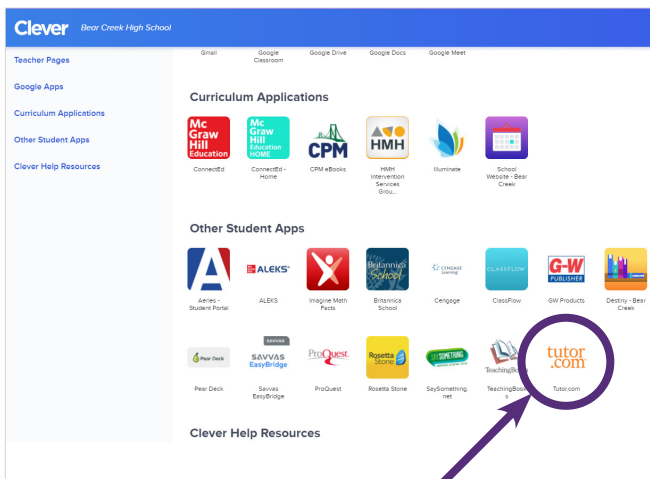 Clever Bear Creek High School
Teacher Pages
Google Apps
Curriculum Applications
Other Student Apps
Clever Help Resources
Gmail
Google Classroom
Google Drive
Google Docs
Google Meet
Curriculum Applications
Mc Graw Hill Education
Mc Graw Hill Education HOME
CPM
HMH
ConnectEd
ConnectEd - Home
CPM eBooks
HMH Intervention Services Grou...
Illuminate
School Website - Bear Creek
Other Student Apps
ALEKS
Britannica School
CENGAGE Learning
CLASSFLOW
G-W PUBLISHER
Aeries - Student Portal
ALEKS
Imagine Math Facts
Britannica School
Cengage
ClassFlow
GW Products
Destiny - Bear Creek
Pear Deck
savvas
SAVVAS EasyBridge
ProQuest
Rosetta Stone
SAYSOMETHING
TeachingBo
tutor .com
Pear Deck
Savvas EasyBridge
ProQuest
Rosetta Stone
SaySomething. net
TeachingBook s
Tutor.com
Clever Help Resources